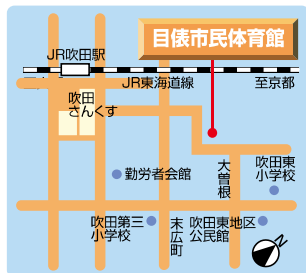 目俵市民体育館
JR吹田駅
JR東海道線
至京都
吹田
さんくす
勤労者会館
大曽根
吹田東
小学校
吹田第三
小学校
末広町
吹田東地区
公民館
N